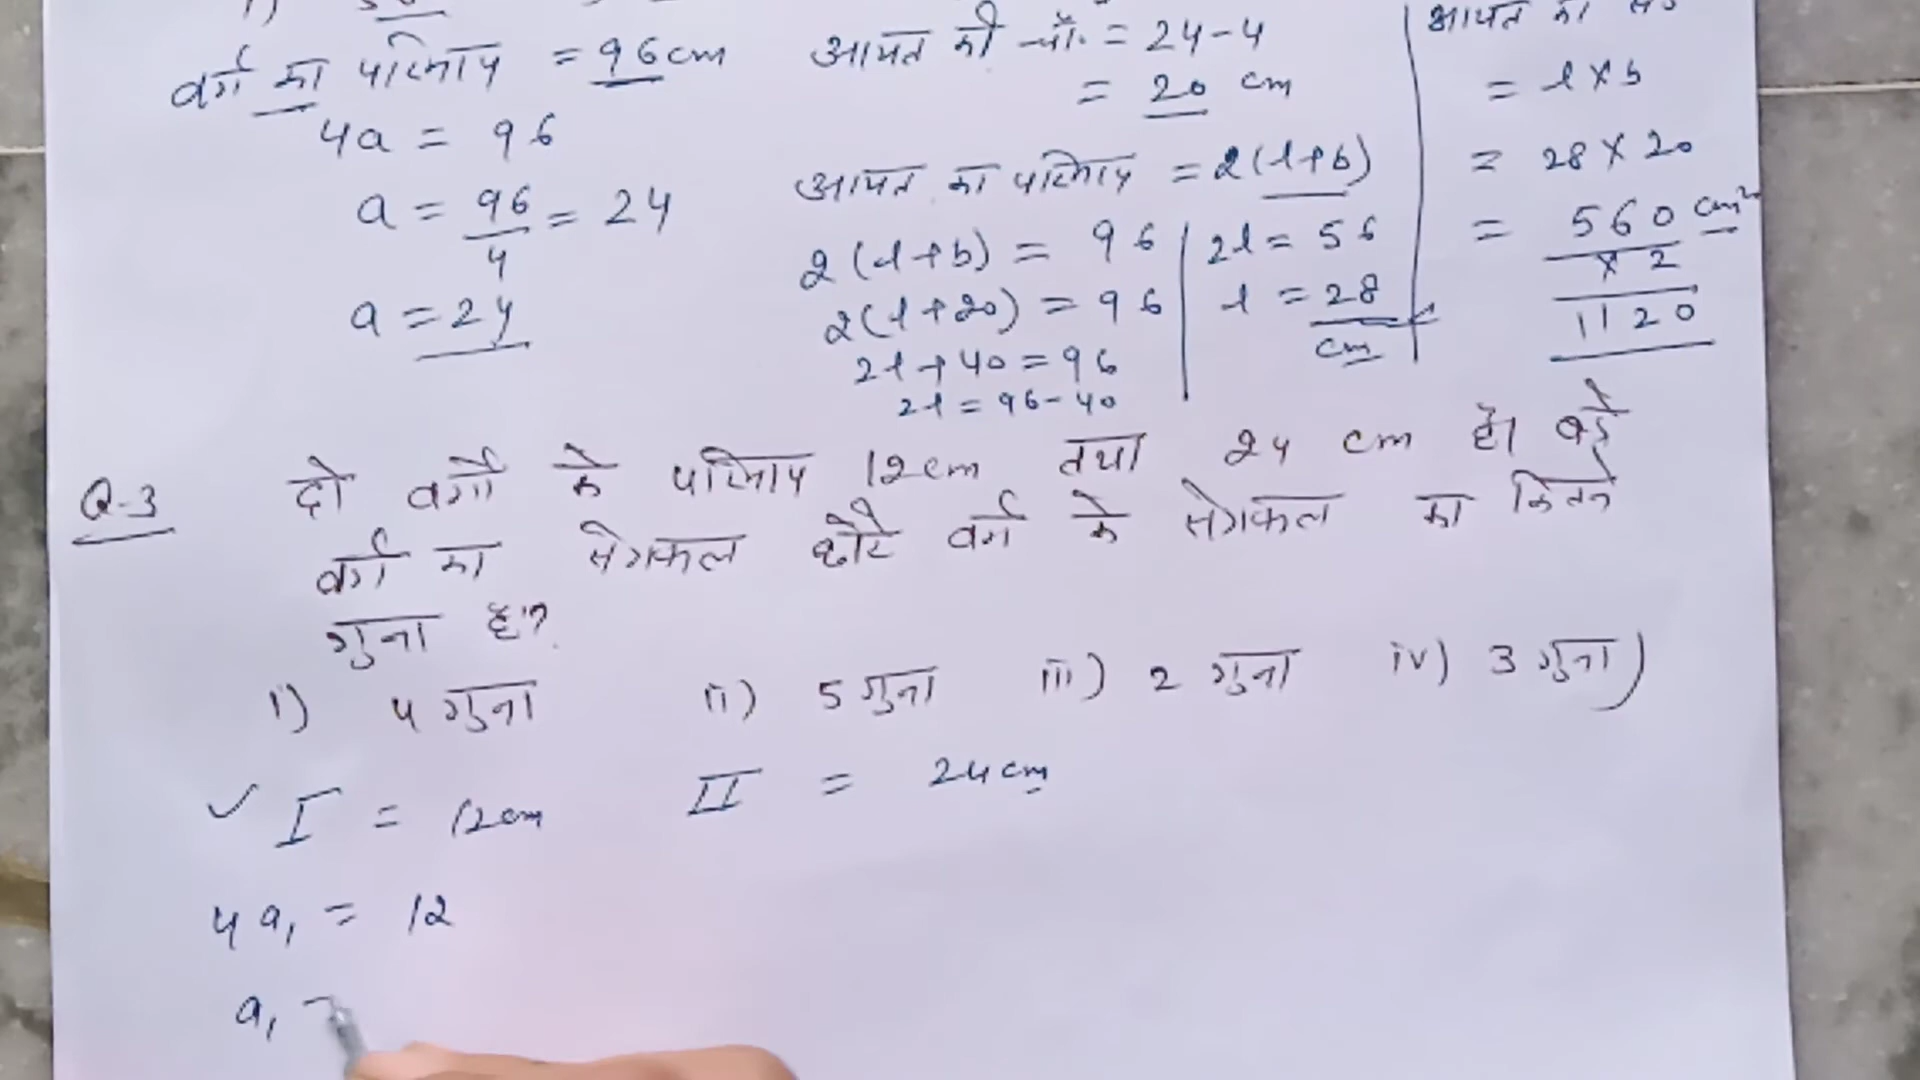 वर्ग का परिमाप = 96cm
4a = 96
a = 96/4 = 24
a = 24
आयत की चौ. = 24-4
= 20 cm
आयत का परिमाप = 2(l+b)
2(l+b) = 96
2(l+20) = 96
2l+40 = 96
2l = 96-40
2l = 56
l = 28
cm
आयत का
= l×b
= 28×20
= 560 cm²
×2
1120
Q-3 दो वर्गों के परिमाप 12cm तथा 24 cm है। बड़े
वर्ग का क्षेत्रफल छोटे वर्ग के क्षेत्रफल का कितने
गुना है?
i) 4 गुना ii) 5 गुना iii) 2 गुना iv) 3 गुना)
✓ I = 12cm II = 24cm
4a₁ = 12
a₁